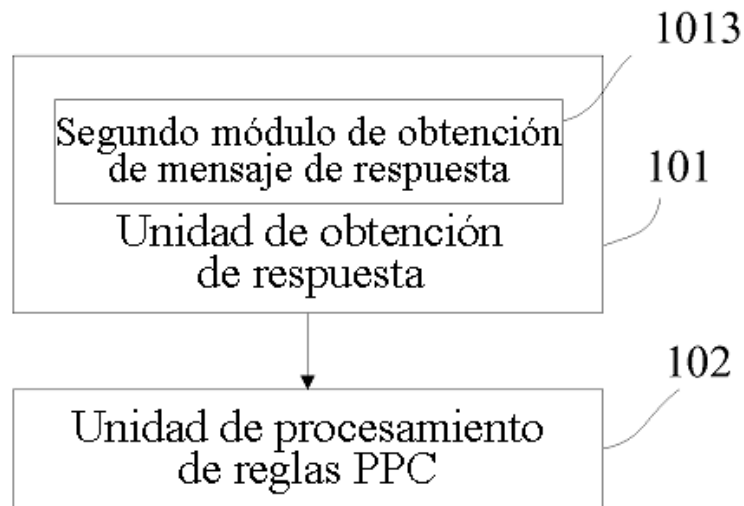 1013
Segundo módulo de obtención
de mensaje de respuesta
101
Unidad de obtención
de respuesta
102
Unidad de procesamiento
de reglas PPC